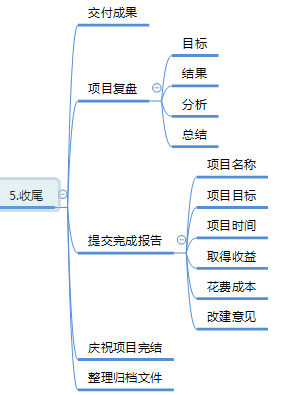 5.收尾
交付成果
项目复盘
目标
结果
分析
总结
提交完成报告
项目名称
项目目标
项目时间
取得收益
花费成本
改建意见
庆祝项目完结
整理归档文件